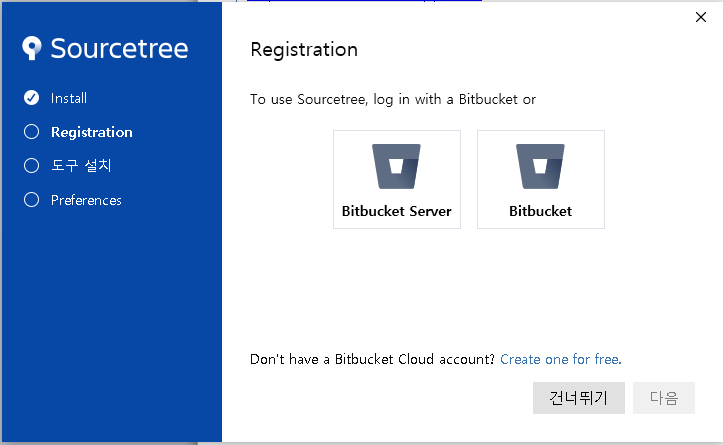 Sourcetree
Install
Registration
도구 설치
Preferences
Registration
To use Sourcetree, log in with a Bitbucket or
Bitbucket Server
Bitbucket
Don't have a Bitbucket Cloud account? Create one for free.
건너뛰기
다음